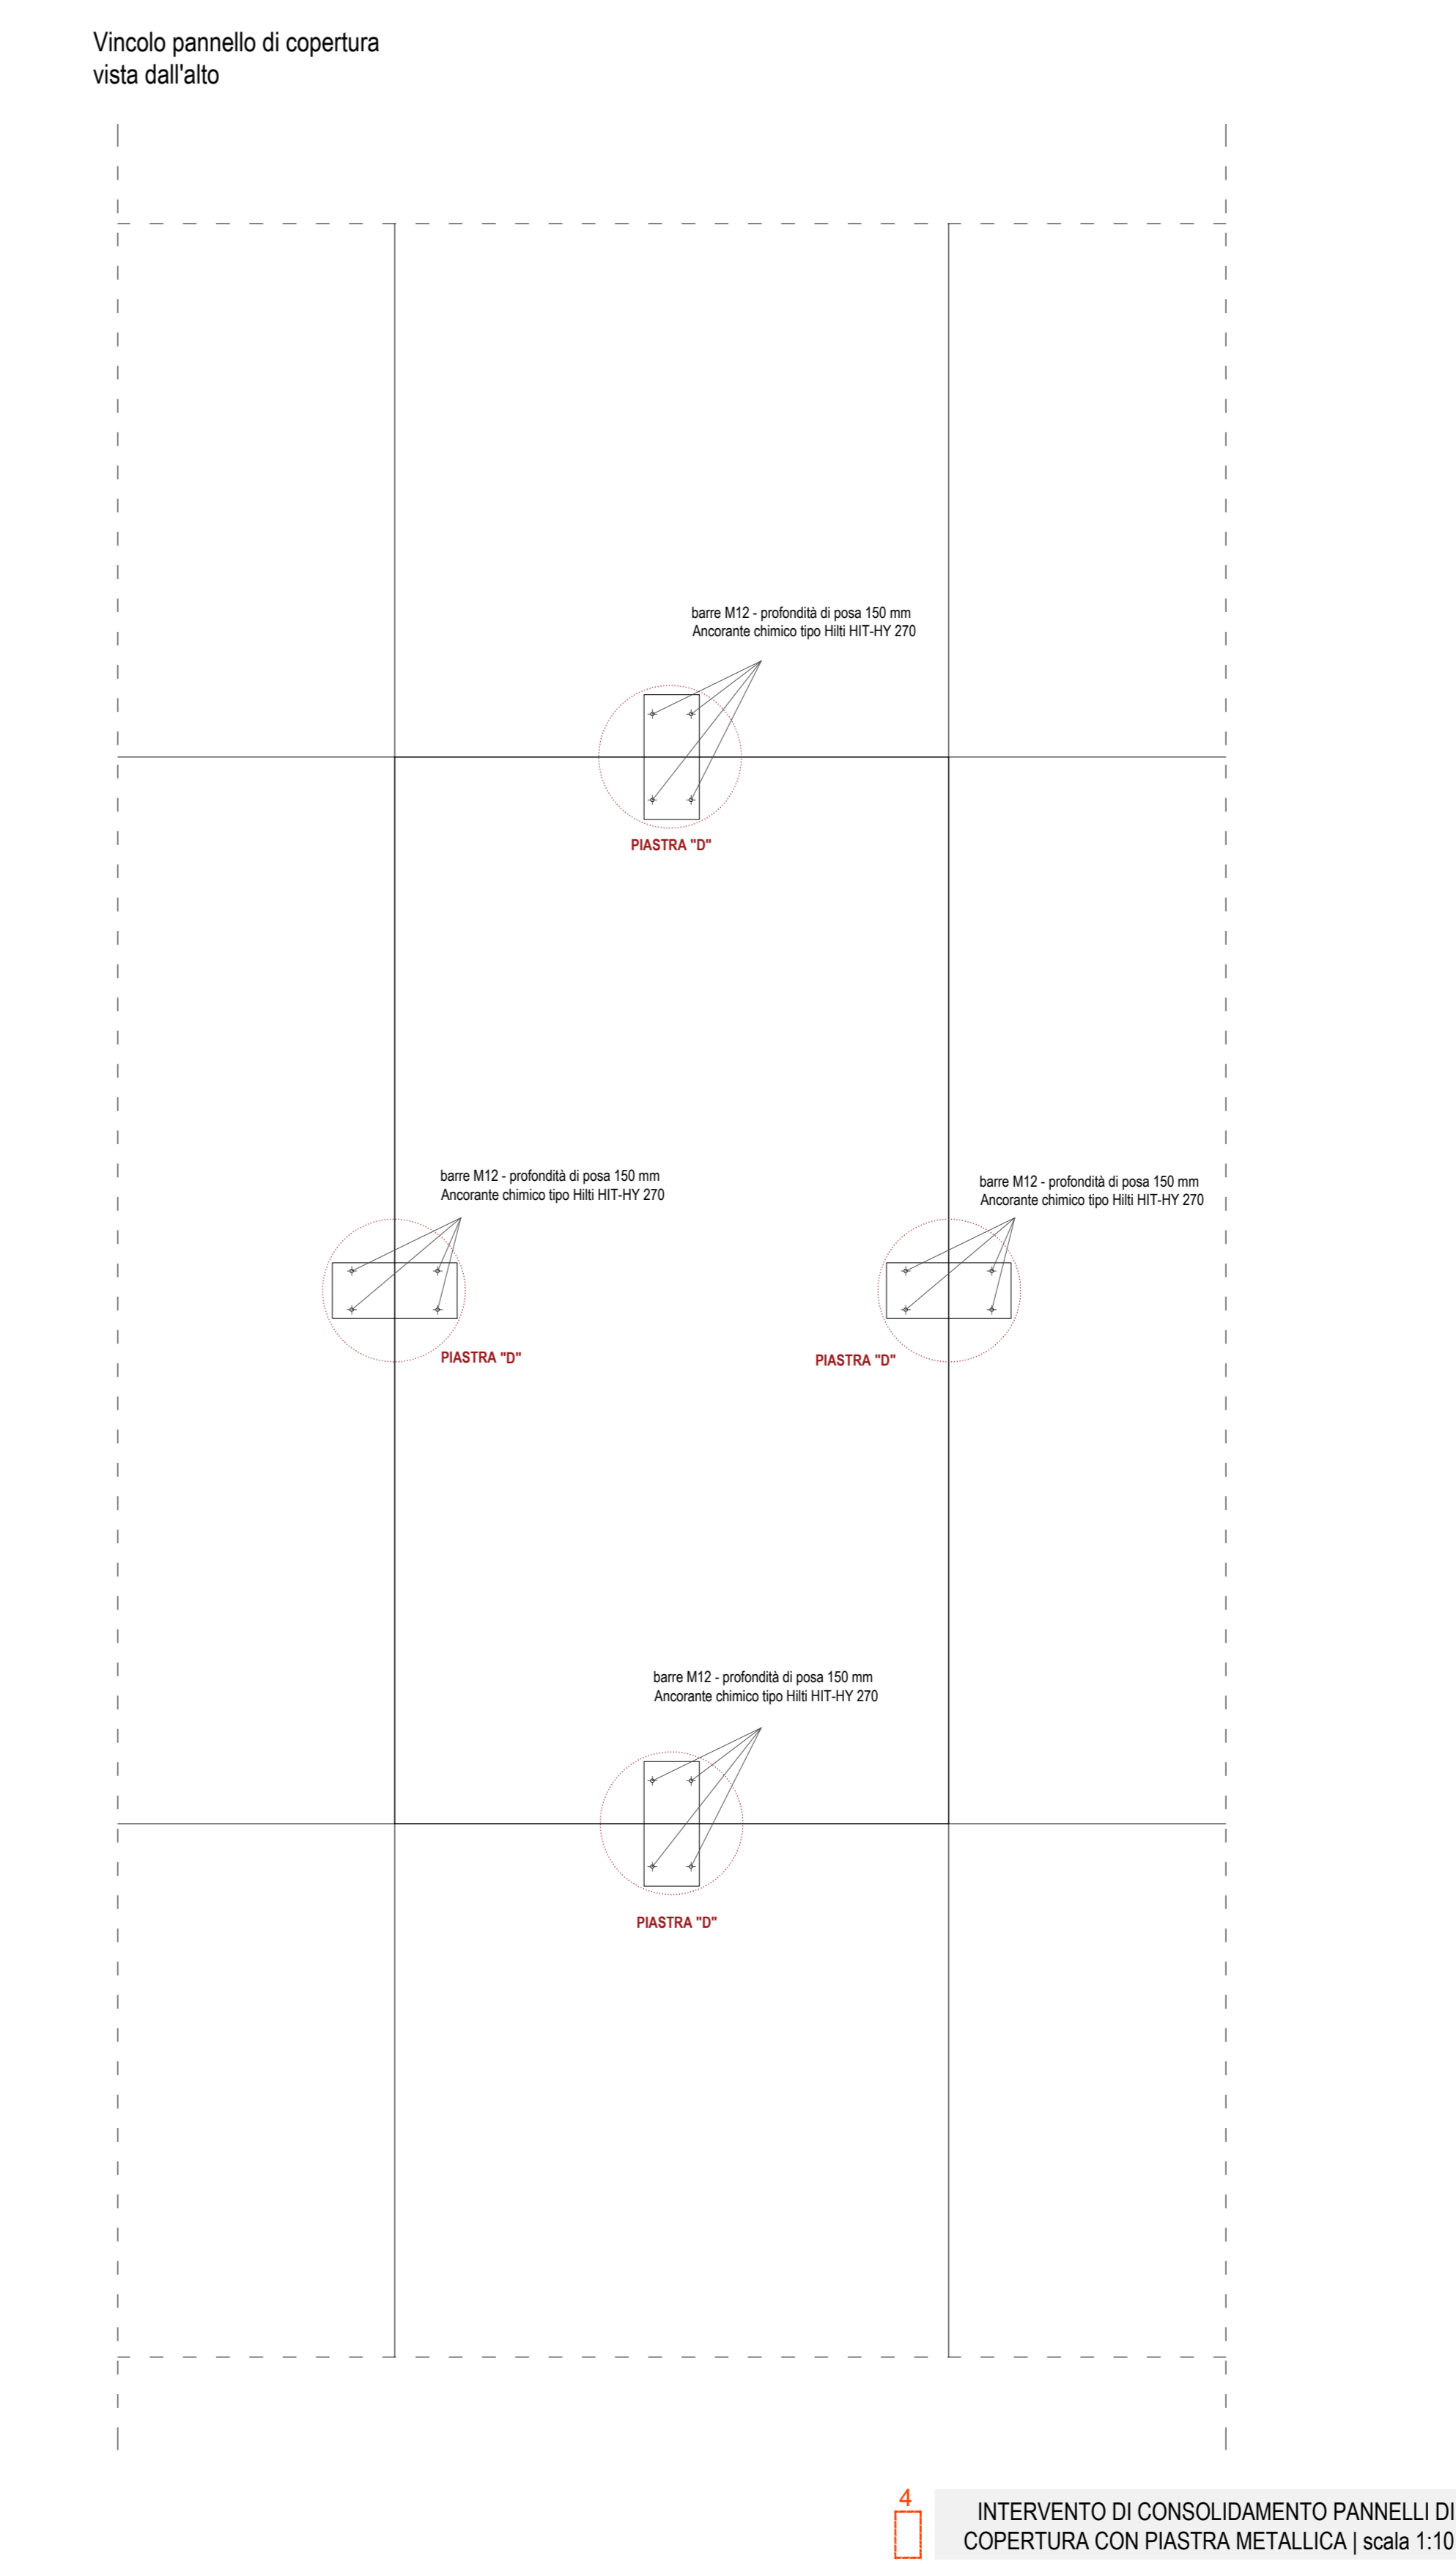 Vincolo pannello di copertura
vista dall'alto
barre M12 - profondità di posa 150 mm
Ancorante chimico tipo Hilti HIT-HY 270
PIASTRA "D"
barre M12 - profondità di posa 150 mm
Ancorante chimico tipo Hilti HIT-HY 270
PIASTRA "D"
barre M12 - profondità di posa 150 mm
Ancorante chimico tipo Hilti HIT-HY 270
PIASTRA "D"
barre M12 - profondità di posa 150 mm
Ancorante chimico tipo Hilti HIT-HY 270
PIASTRA "D"
4
INTERVENTO DI CONSOLIDAMENTO PANNELLI DI
COPERTURA CON PIASTRA METALLICA | scala 1:10